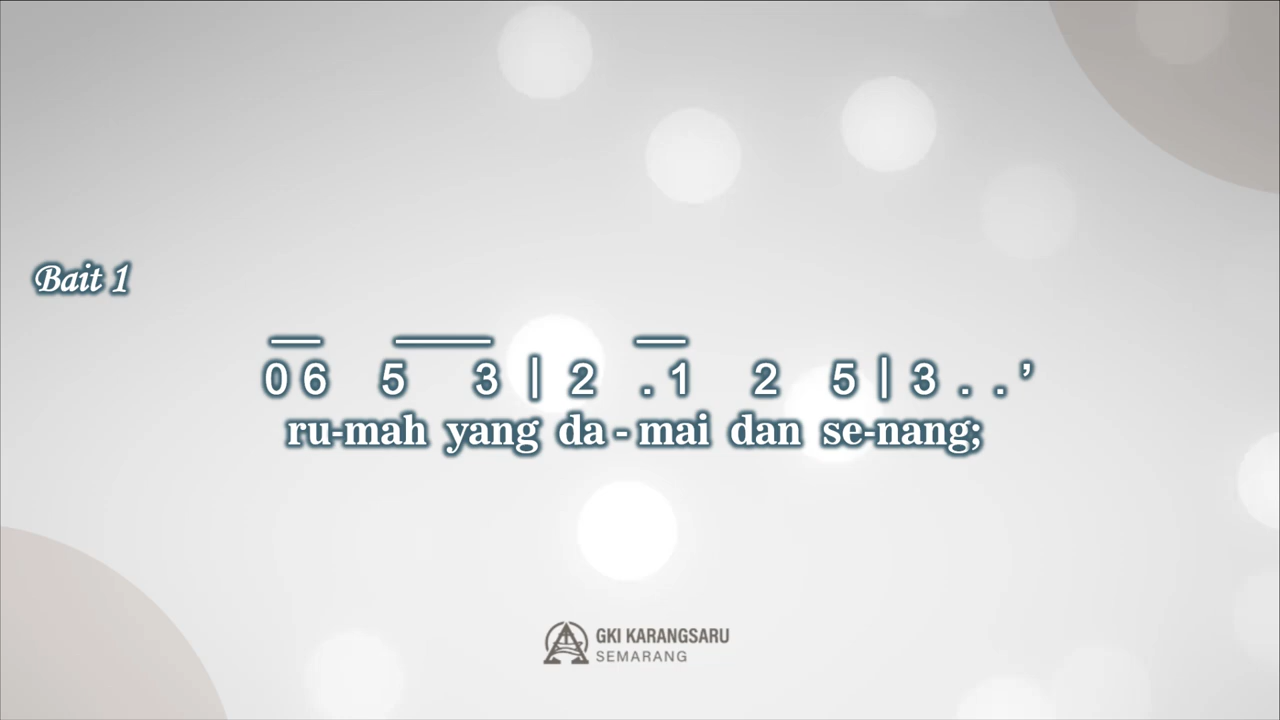 Bait 1
0 6 5 3 | 2 . 1 2 5 | 3 . . ’
ru-mah yang da - mai dan se-nang;
GKI KARANGSARU
SEMARANG